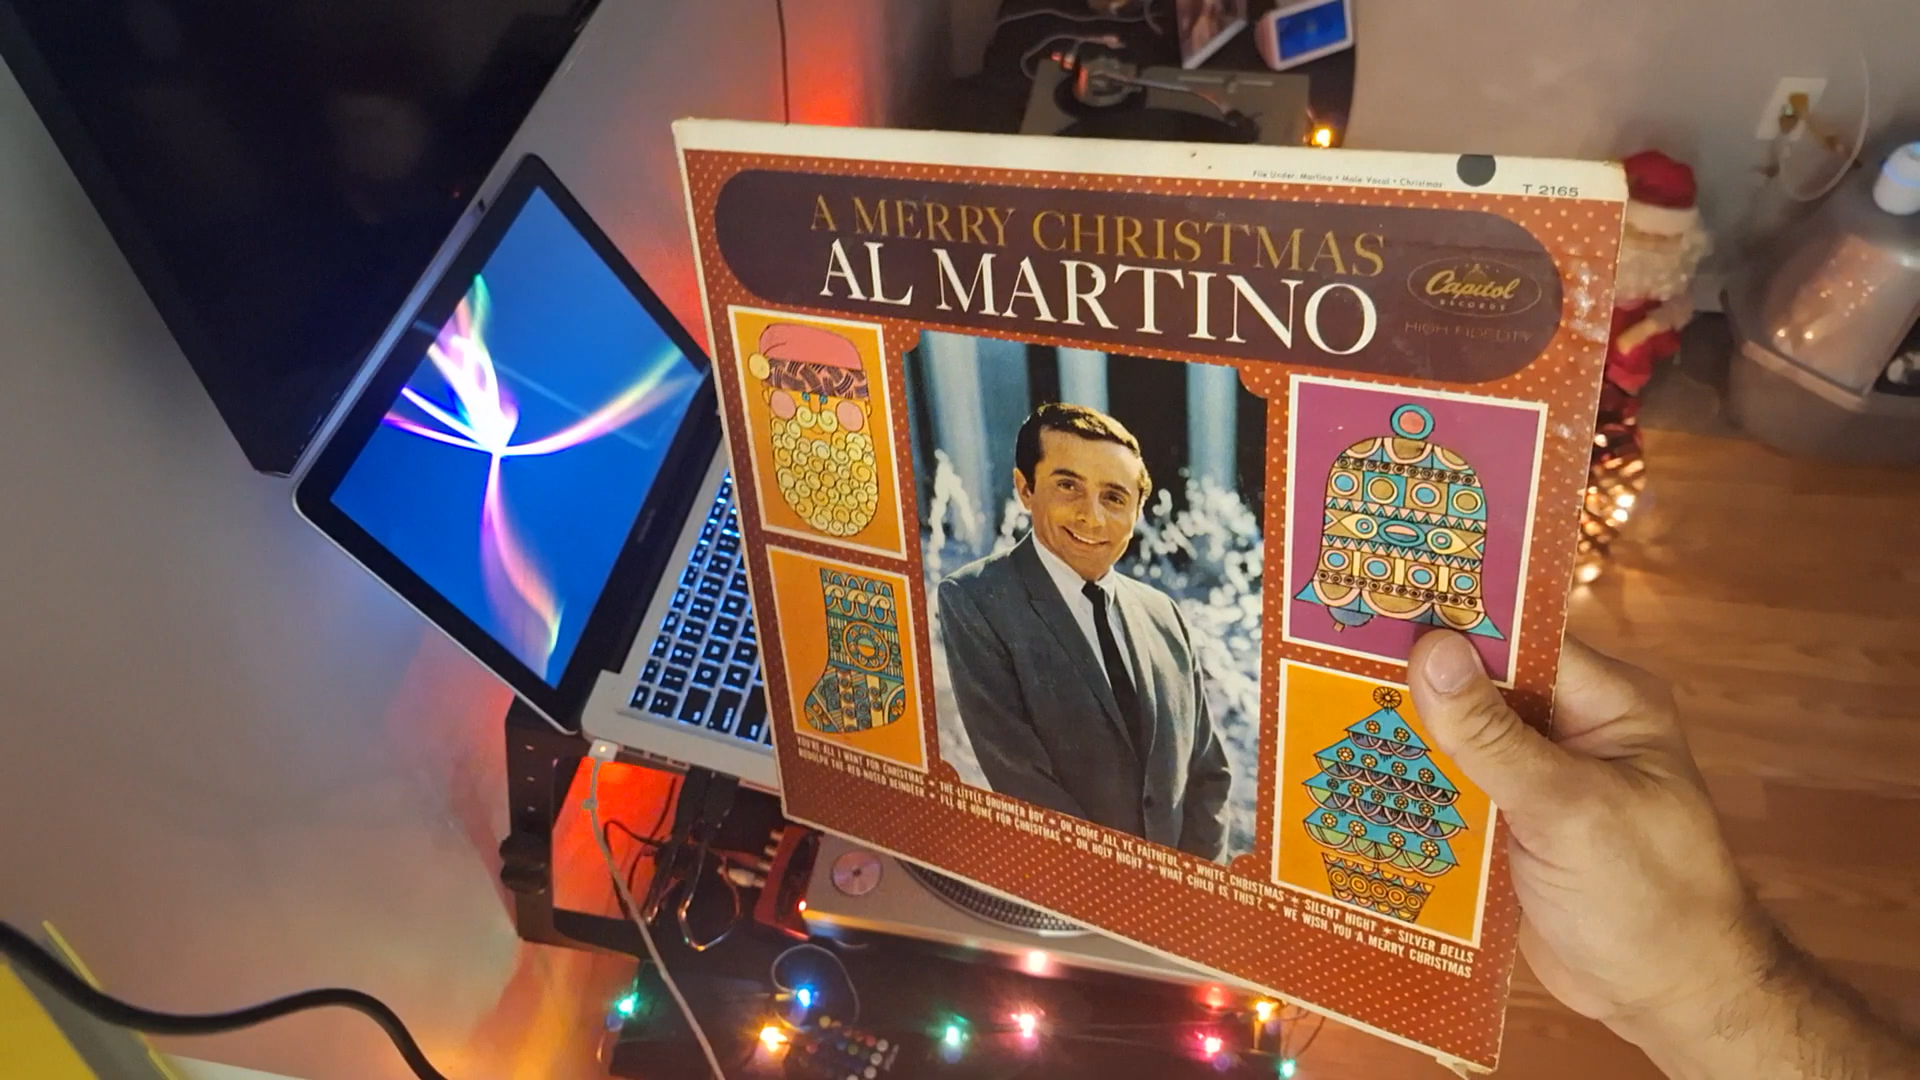 File Under: Martino • Male Vocal • Christmas
T 2165
A MERRY CHRISTMAS
AL MARTINO
Capitol
RECORDS
HIGH FIDELITY
YOU'RE ALL I WANT FOR CHRISTMAS * THE LITTLE DRUMMER BOY * OH COME ALL YE FAITHFUL * WHITE CHRISTMAS * SILENT NIGHT * SILVER BELLS
RUDOLPH THE RED-NOSED REINDEER * I'LL BE HOME FOR CHRISTMAS * OH HOLY NIGHT * WHAT CHILD IS THIS? * WE WISH YOU A MERRY CHRISTMAS